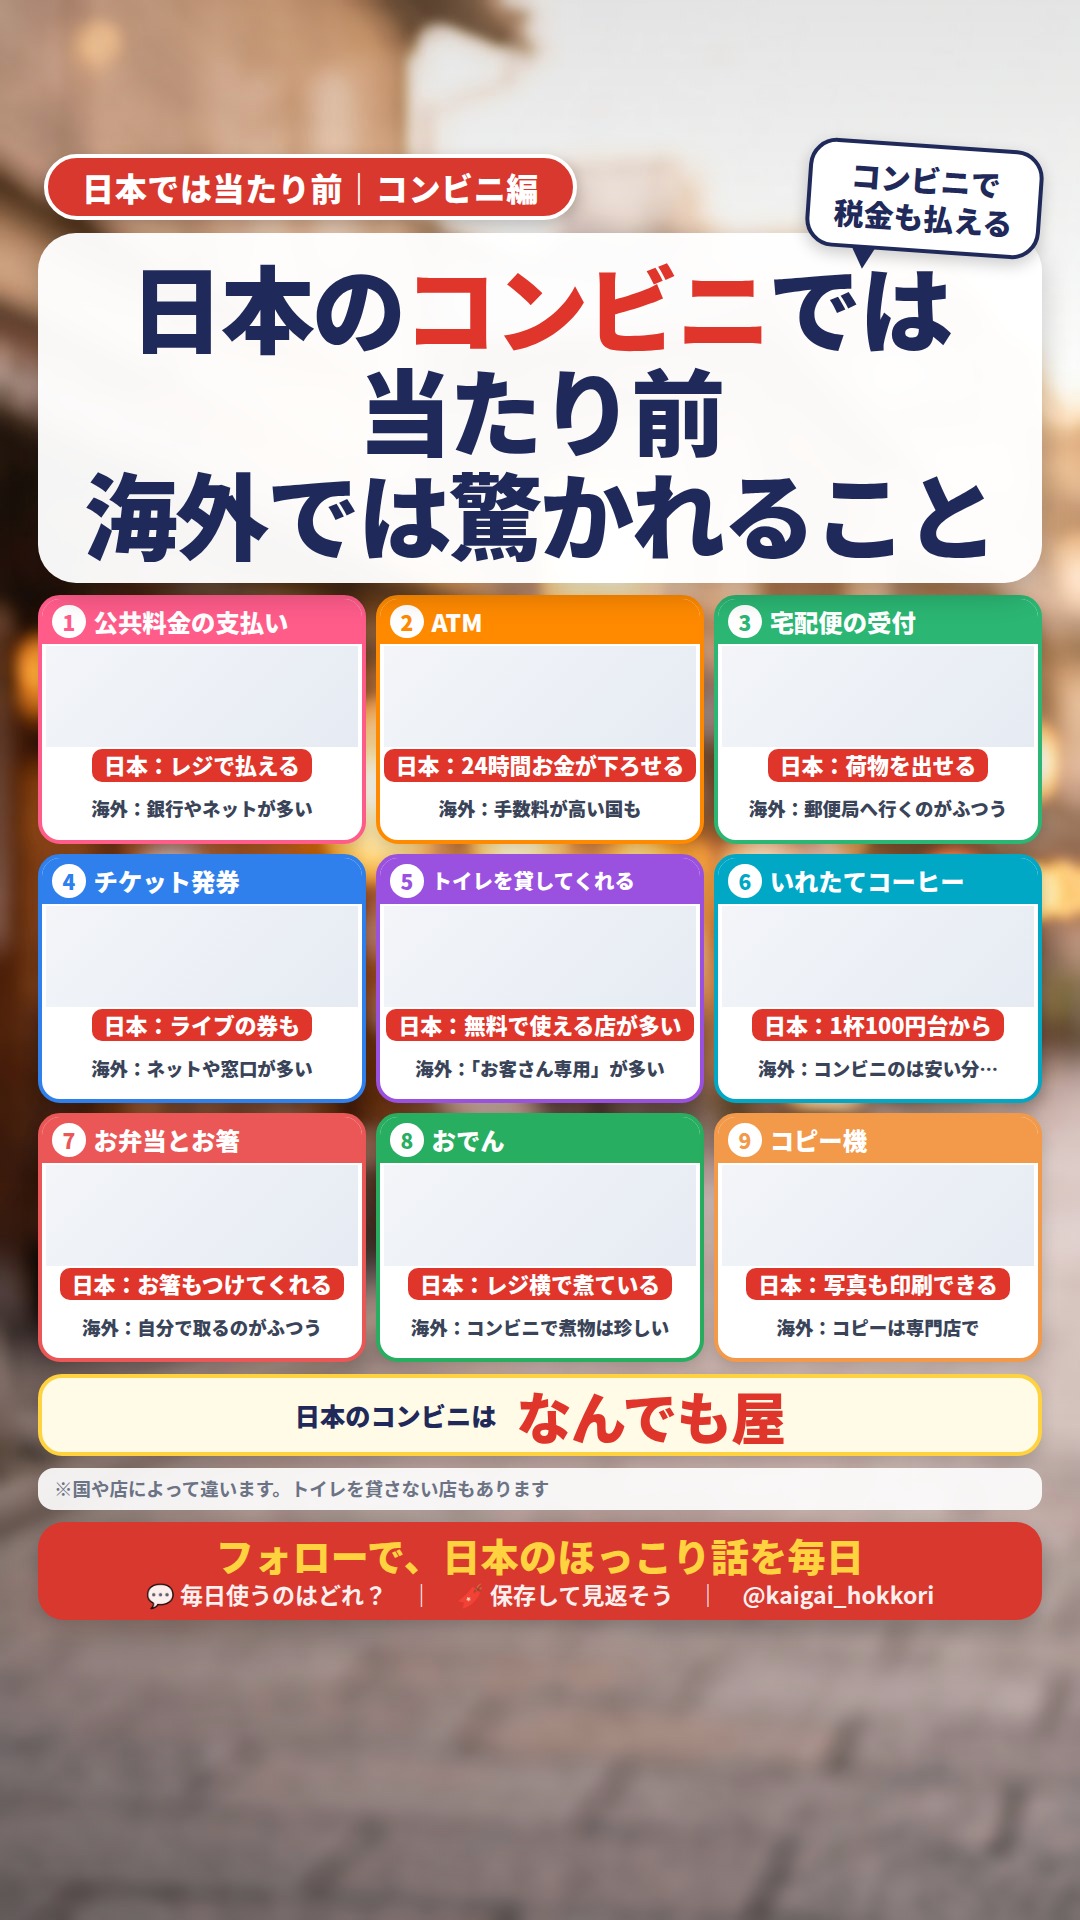 日本では当たり前｜コンビニ編
コンビニで
税金も払える
日本のコンビニでは
当たり前
海外では驚かれること
1 公共料金の支払い
日本：レジで払える
海外：銀行やネットが多い
2 ATM
日本：24時間お金が下ろせる
海外：手数料が高い国も
3 宅配便の受付
日本：荷物を出せる
海外：郵便局へ行くのがふつう
4 チケット発券
日本：ライブの券も
海外：ネットや窓口が多い
5 トイレを貸してくれる
日本：無料で使える店が多い
海外：「お客さん専用」が多い
6 いれたてコーヒー
日本：1杯100円台から
海外：コンビニのは安い分…
7 お弁当とお箸
日本：お箸もつけてくれる
海外：自分で取るのがふつう
8 おでん
日本：レジ横で煮ている
海外：コンビニで煮物は珍しい
9 コピー機
日本：写真も印刷できる
海外：コピーは専門店で
日本のコンビニは なんでも屋
※国や店によって違います。トイレを貸さない店もあります
フォローで、日本のほっこり話を毎日
💬 毎日使うのはどれ？ ｜ 🔖 保存して見返そう ｜ @kaigai_hokkori